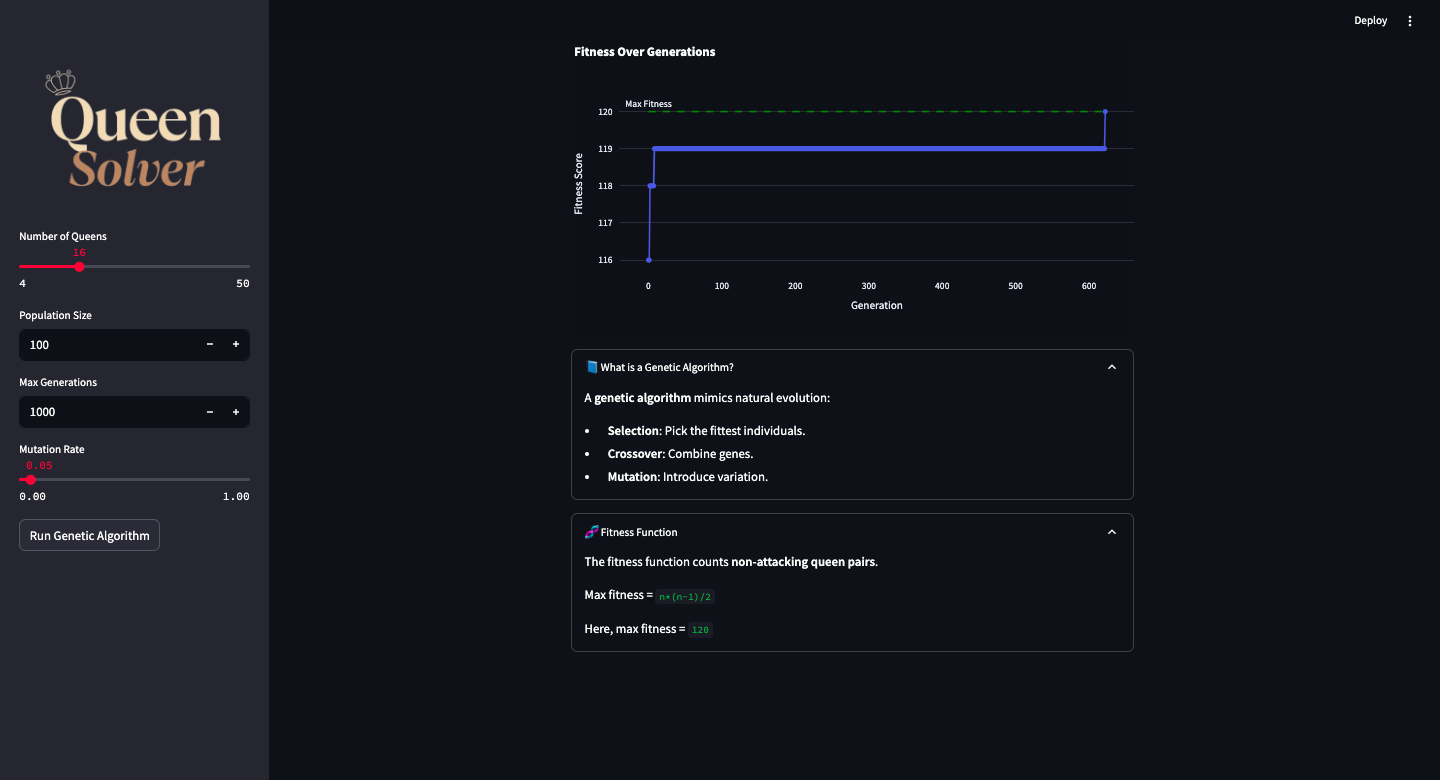 Deploy
Queen
Solver
Number of Queens
16
4 50
Population Size
100 − +
Max Generations
1000 − +
Mutation Rate
0.05
0.00 1.00
Run Genetic Algorithm
Fitness Over Generations
Max Fitness
120
119
118
117
116
Fitness Score
0 100 200 300 400 500 600
Generation
What is a Genetic Algorithm?
A genetic algorithm mimics natural evolution:
• Selection: Pick the fittest individuals.
• Crossover: Combine genes.
• Mutation: Introduce variation.
Fitness Function
The fitness function counts non-attacking queen pairs.
Max fitness = n*(n-1)/2
Here, max fitness = 120